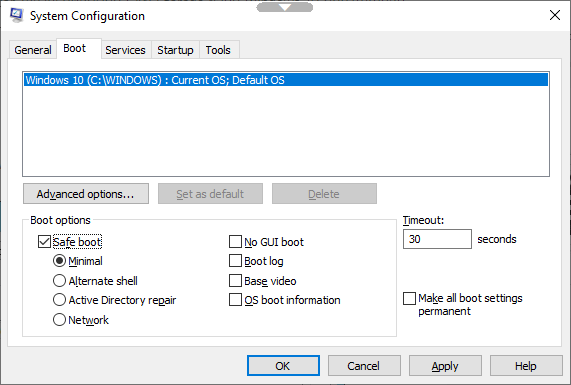 System Configuration
General Boot Services Startup Tools
Windows 10 (C:\WINDOWS) : Current OS; Default OS
Advanced options... Set as default Delete
Boot options
Timeout:
Safe boot No GUI boot 30 seconds
Minimal Boot log
Alternate shell Base video
Active Directory repair OS boot information Make all boot settings
permanent
Network
OK Cancel Apply Help